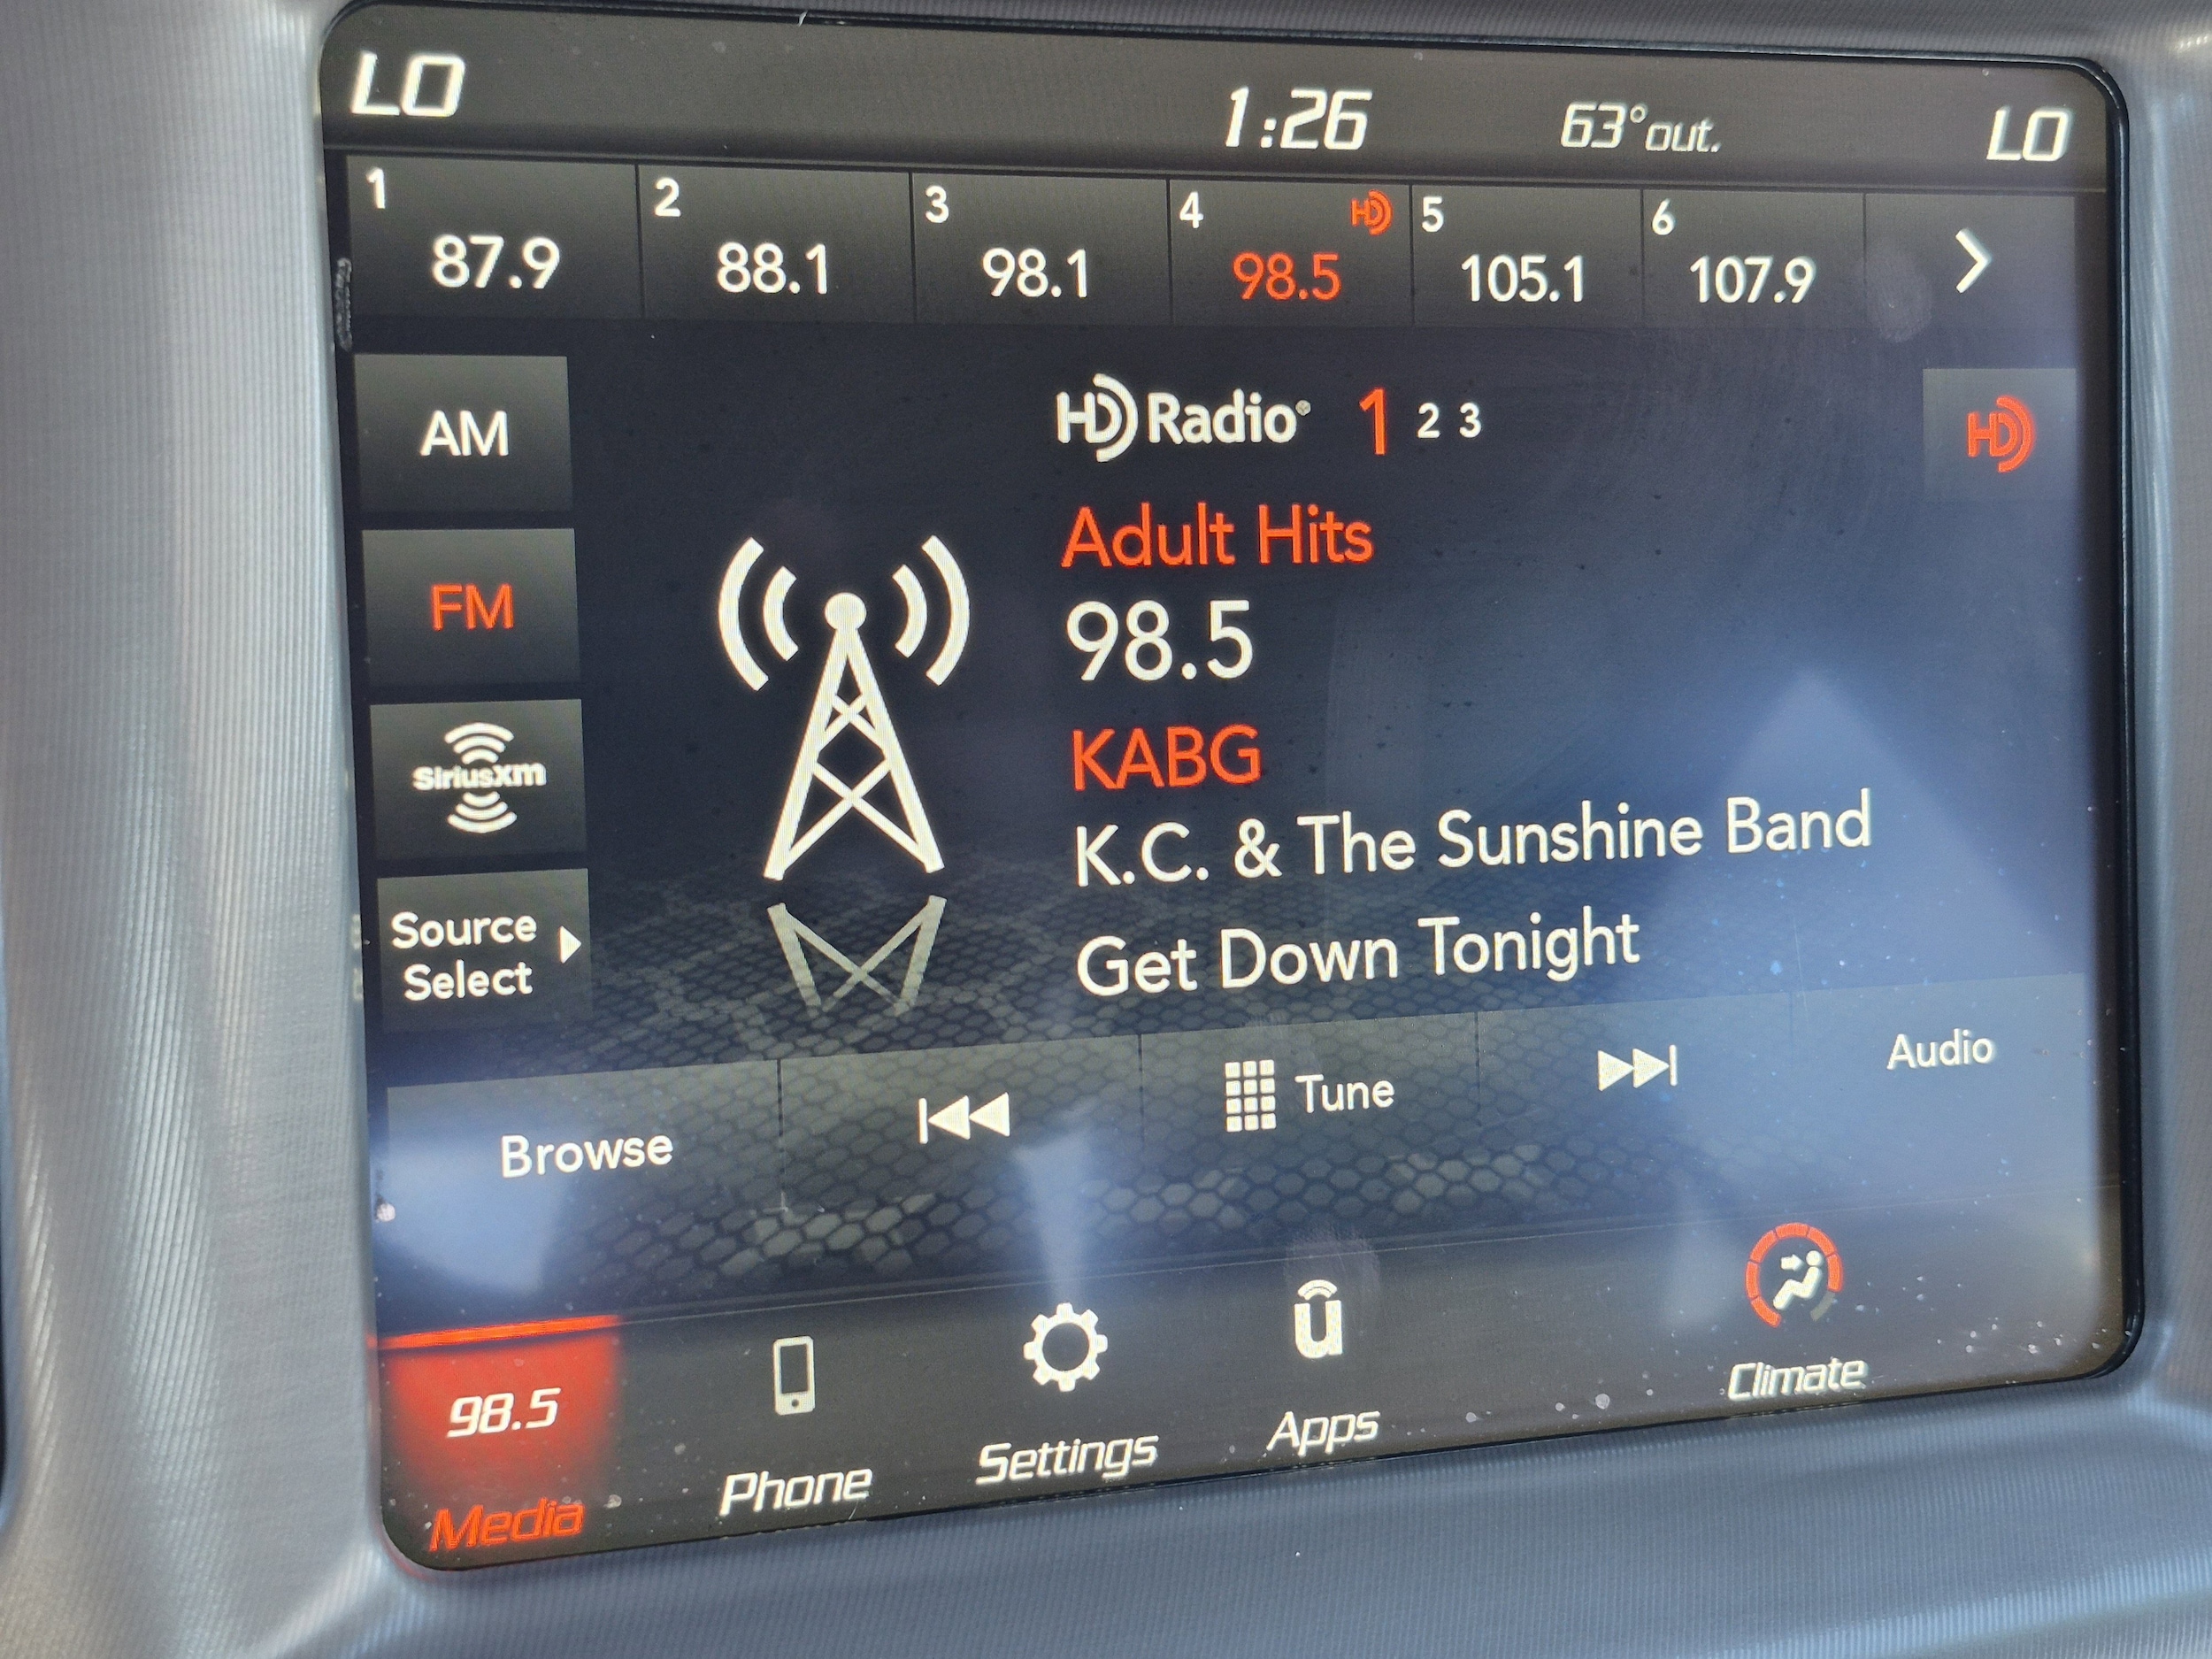 LO 1:26 63°out. LO
1 2 3 4 HD 5 6
87.9 88.1 98.1 98.5 105.1 107.9
AM
HD Radio® 1 2 3
HD
Adult Hits
FM
98.5
KABG
SiriusXM
K.C. & The Sunshine Band
Source
Select
Get Down Tonight
Browse Tune Audio
98.5
Media Phone Settings Apps Climate